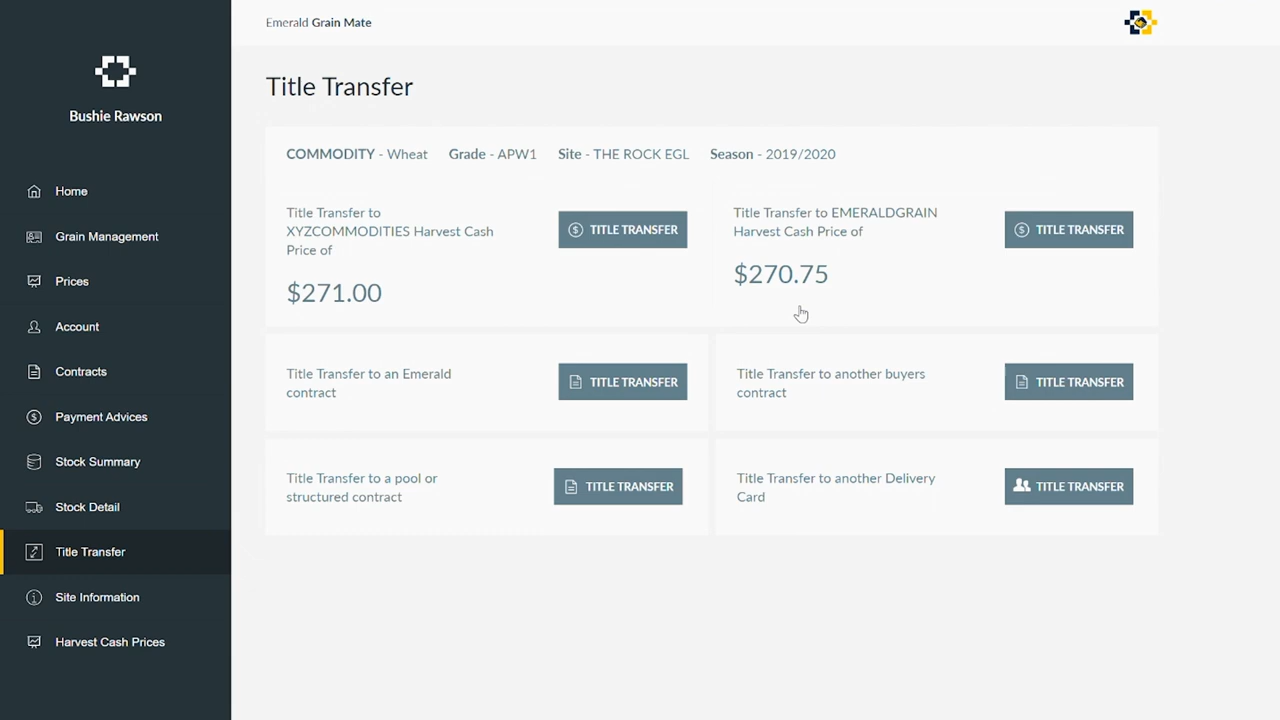 Emerald Grain Mate
Bushie Rawson
Home
Grain Management
Prices
Account
Contracts
Payment Advices
Stock Summary
Stock Detail
Title Transfer
Site Information
Harvest Cash Prices
Title Transfer
COMMODITY - Wheat Grade - APW1 Site - THE ROCK EGL Season - 2019/2020
Title Transfer to
XYZCOMMODITIES Harvest Cash
Price of
$271.00
TITLE TRANSFER
Title Transfer to EMERALDGRAIN
Harvest Cash Price of
$270.75
TITLE TRANSFER
Title Transfer to an Emerald
contract
TITLE TRANSFER
Title Transfer to another buyers
contract
TITLE TRANSFER
Title Transfer to a pool or
structured contract
TITLE TRANSFER
Title Transfer to another Delivery
Card
TITLE TRANSFER